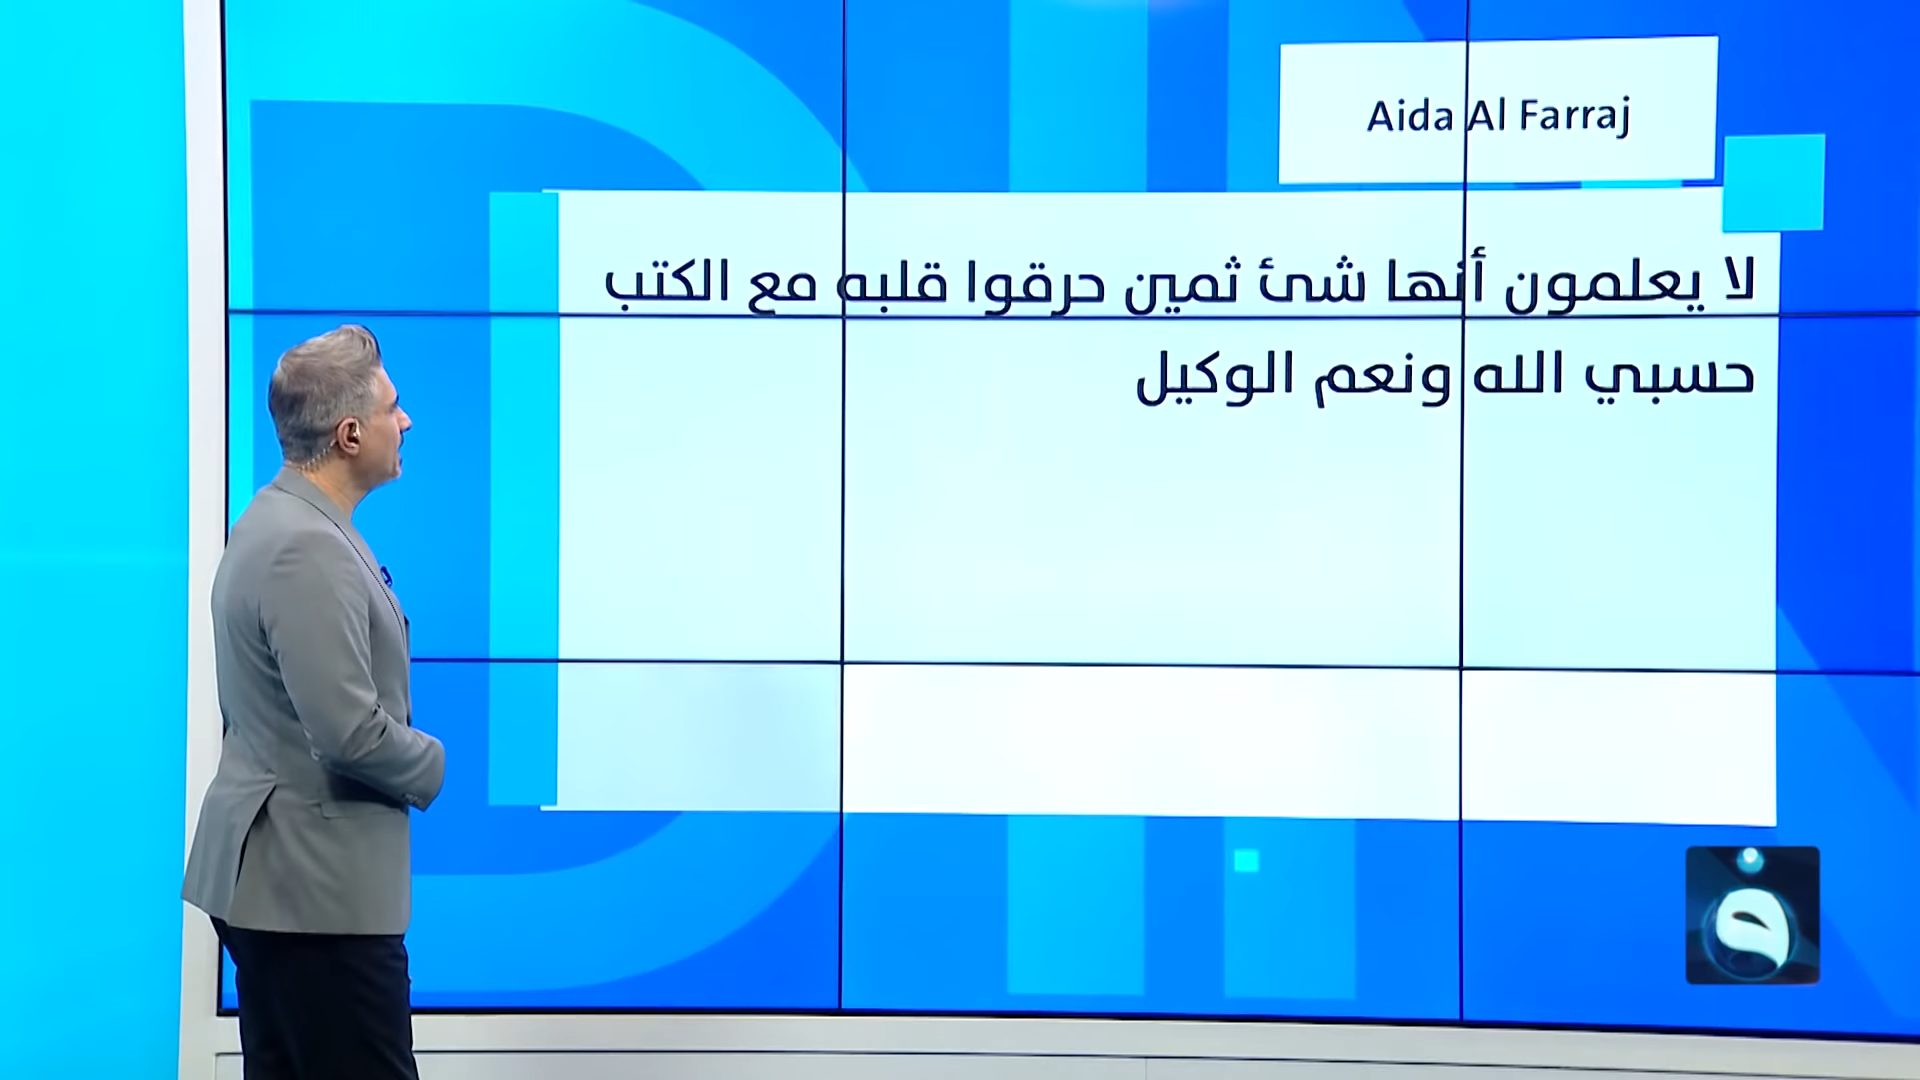 Aida Al Farraj
لا يعلمون أنها شئ ثمين حرقوا قلبه مع الكتب
حسبي الله ونعم الوكيل